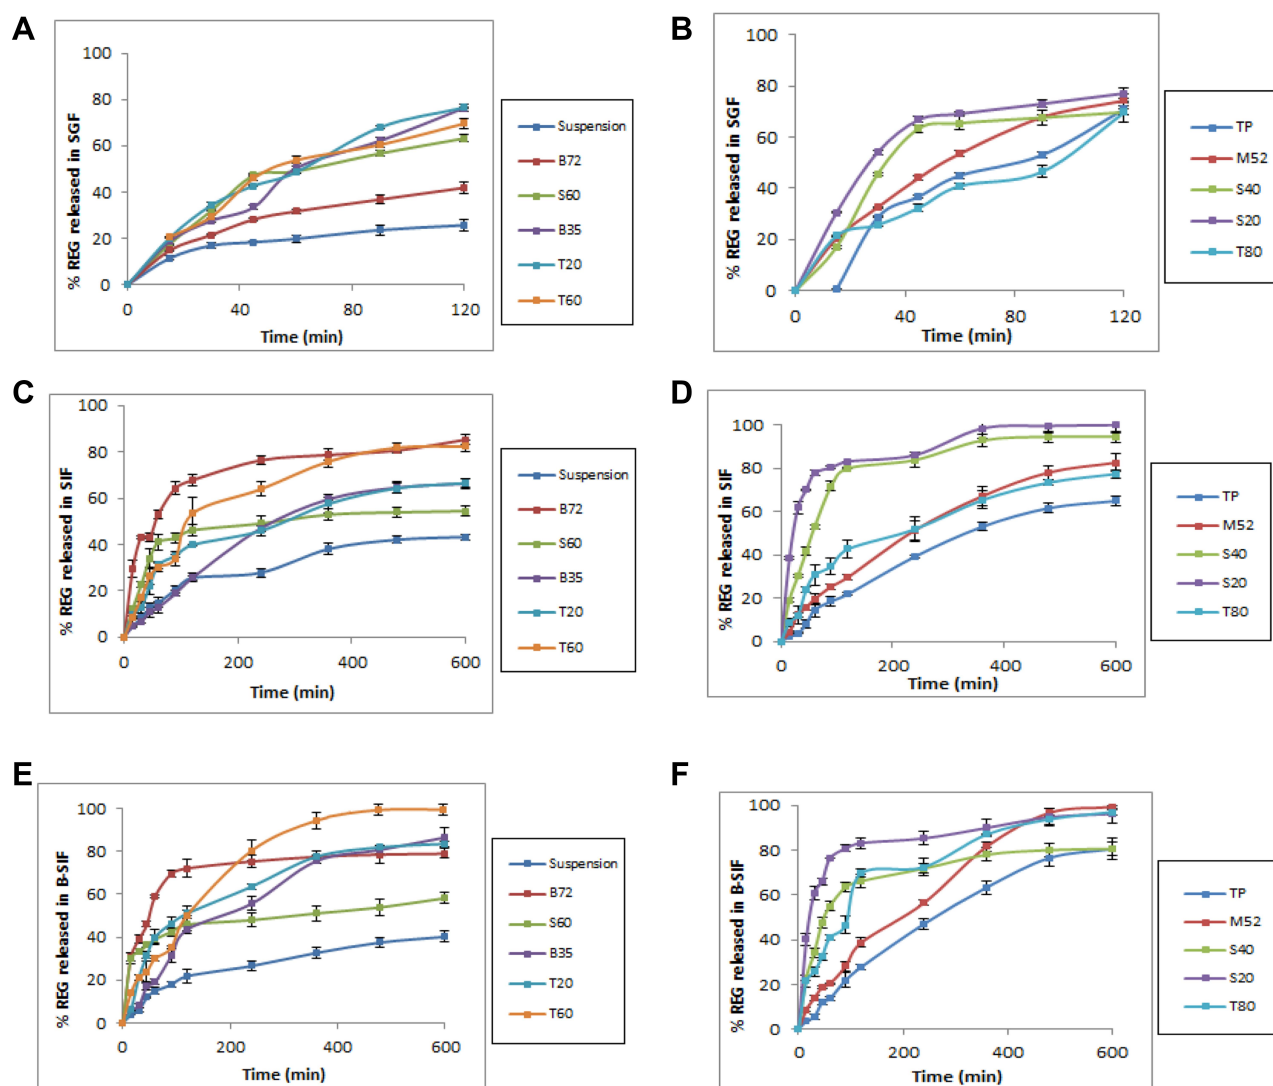 A
% REG released in SGF
100
80
60
40
20
0
0 40 80 120
Time (min)
Suspension
B72
S60
B35
T20
T60
B
% REG released in SGF
100
80
60
40
20
0
0 40 80 120
Time (min)
TP
M52
S40
S20
T80
C
% REG released in SIF
100
80
60
40
20
0
0 200 400 600
Time (min)
Suspension
B72
S60
B35
T20
T60
D
% REG released in SIF
100
80
60
40
20
0
0 200 400 600
Time (min)
TP
M52
S40
S20
T80
E
% REG released in B-SIF
100
80
60
40
20
0
0 200 400 600
Time (min)
Suspension
B72
S60
B35
T20
T60
F
% REG released in B-SIF
100
80
60
40
20
0
0 200 400 600
Time (min)
TP
M52
S40
S20
T80